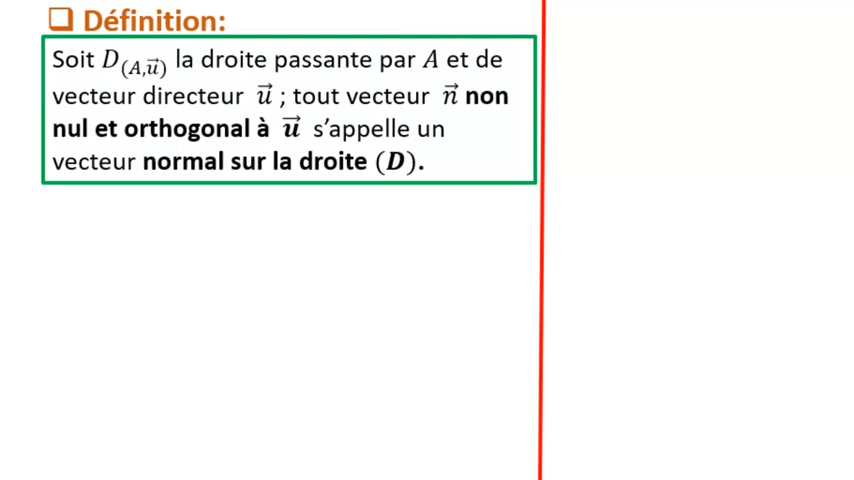 ❑ Définition:
Soit D(A,u⃗) la droite passante par A et de
vecteur directeur u⃗ ; tout vecteur n⃗ non
nul et orthogonal à u⃗ s’appelle un
vecteur normal sur la droite (D).